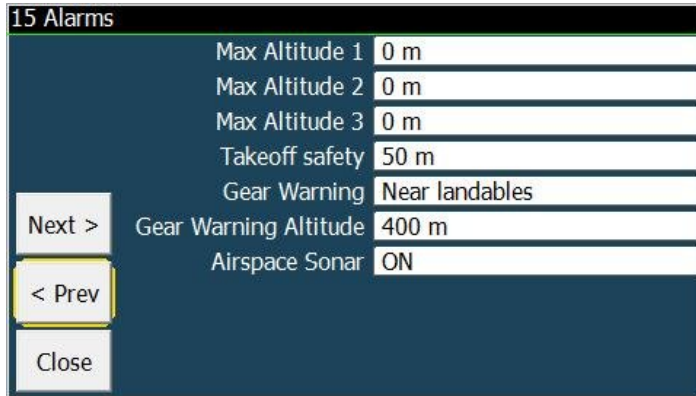 15 Alarms
Max Altitude 1 0 m
Max Altitude 2 0 m
Max Altitude 3 0 m
Takeoff safety 50 m
Gear Warning Near landables
Gear Warning Altitude 400 m
Airspace Sonar ON
Next >
< Prev
Close